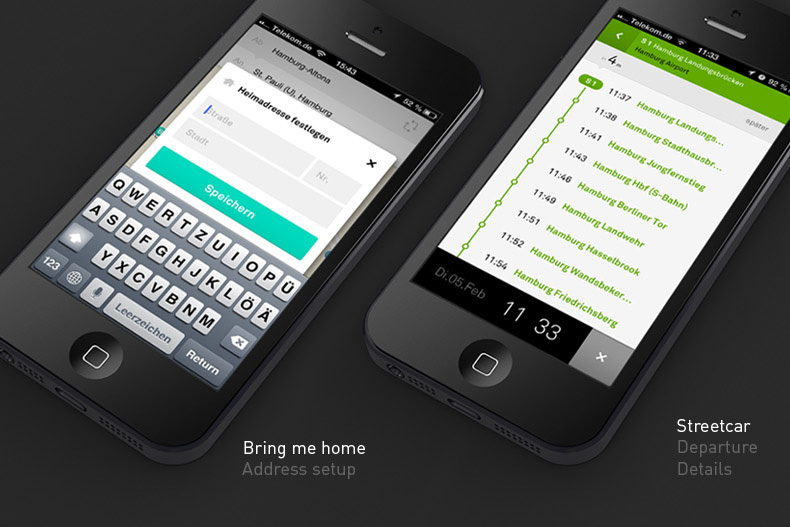 Telekom.de
15:43
52 %
Ab
Hamburg-Altona
An
St. Pauli (U), Hamburg
Heimadresse festlegen
Straße
Stadt
Nr.
Speichern
Q W E R T Z U I O P Ü
A S D F G H J K L Ö Ä
Y X C V B N M
123
Leerzeichen
Return
Bring me home
Address setup
Telekom.de
11:33
92 %
S1 Hamburg Landungsbrücken
Hamburg Airport
4
später
S1
11:37 Hamburg Landungs...
11:38 Hamburg Stadthausbr...
11:41 Hamburg Jungfernstieg
11:43 Hamburg Hbf (S-Bahn)
11:46 Hamburg Berliner Tor
11:49 Hamburg Landwehr
11:51 Hamburg Hasselbrook
11:52 Hamburg Wandsbeker...
11:54 Hamburg Friedrichsberg
Di.05.Feb
11 33
Streetcar
Departure
Details